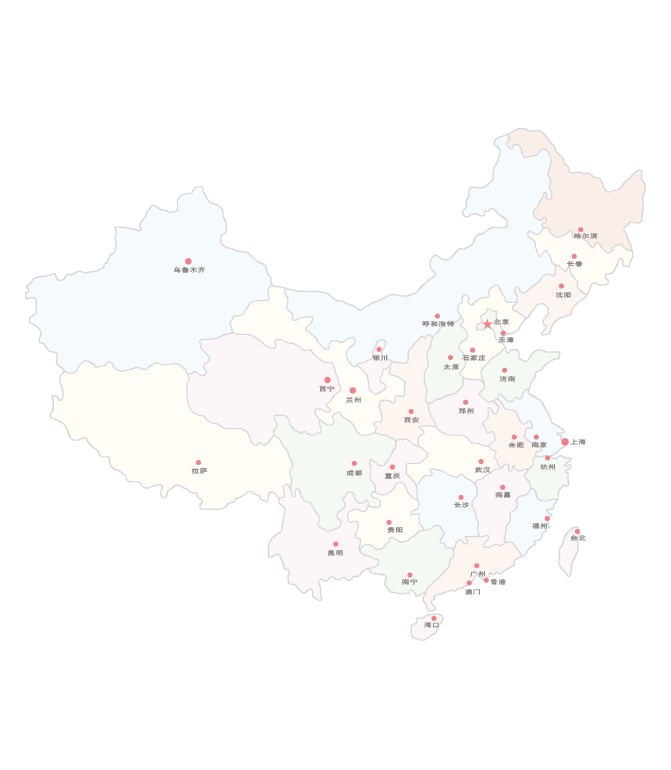 哈尔滨
长春
乌鲁木齐
沈阳
北京
呼和浩特
天津
银川
石家庄
太原
济南
西宁
兰州
郑州
西安
上海
合肥
南京
杭州
拉萨
成都
武汉
重庆
南昌
长沙
福州
贵阳
台北
昆明
广州
南宁
香港
澳门
海口